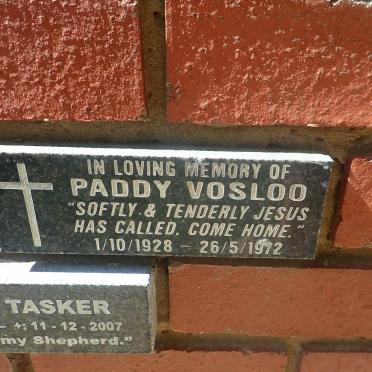 IN LOVING MEMORY OF
PADDY VOSLOO
"SOFTLY & TENDERLY JESUS
HAS CALLED. COME HOME."
1/10/1928 - 26/5/1972
TASKER
- +: 11-12-2007
my Shepherd."